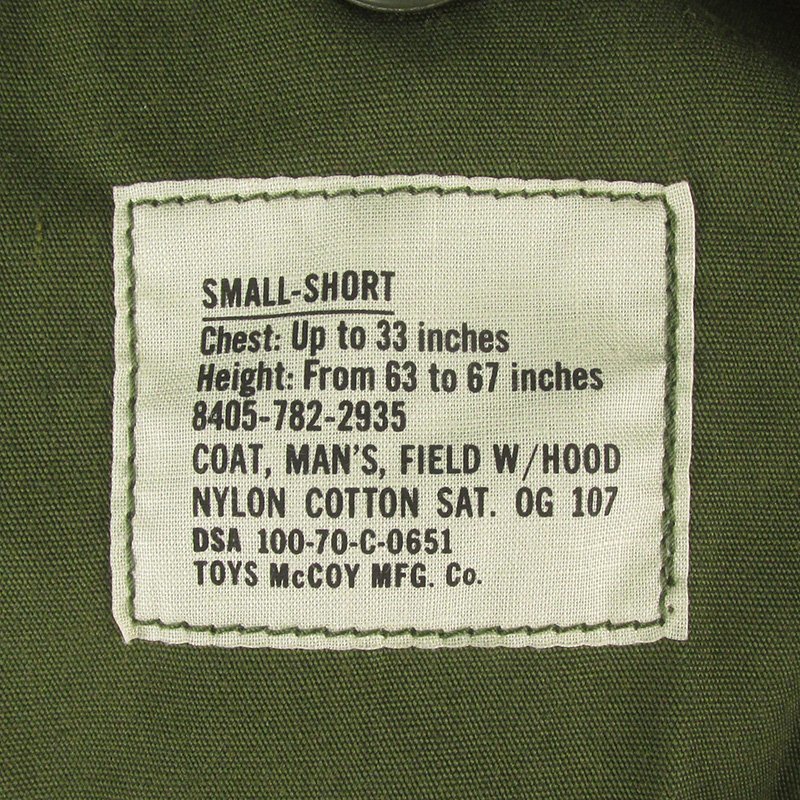 SMALL-SHORT
Chest: Up to 33 inches
Height: From 63 to 67 inches
8405-782-2935
COAT, MAN'S, FIELD W/HOOD
NYLON COTTON SAT. OG 107
DSA 100-70-C-0651
TOYS McCOY MFG. Co.